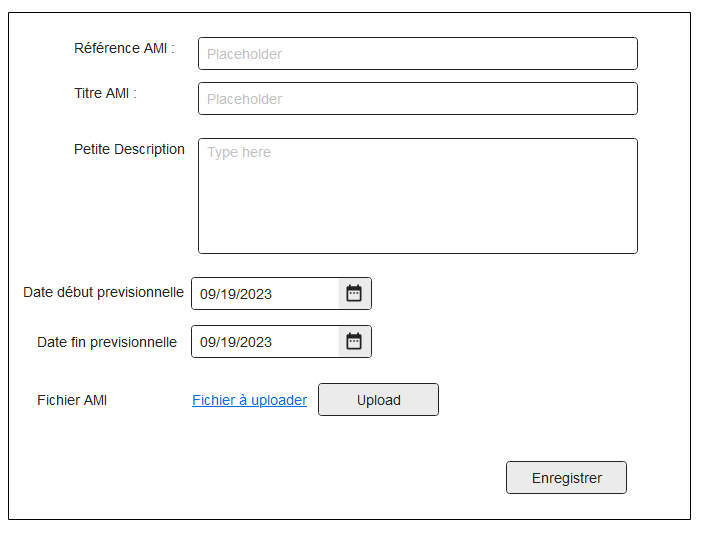 Référence AMI :
Placeholder
Titre AMI :
Placeholder
Petite Description
Type here
Date début previsionnelle
09/19/2023
Date fin previsionnelle
09/19/2023
Fichier AMI
Fichier à uploader
Upload
Enregistrer